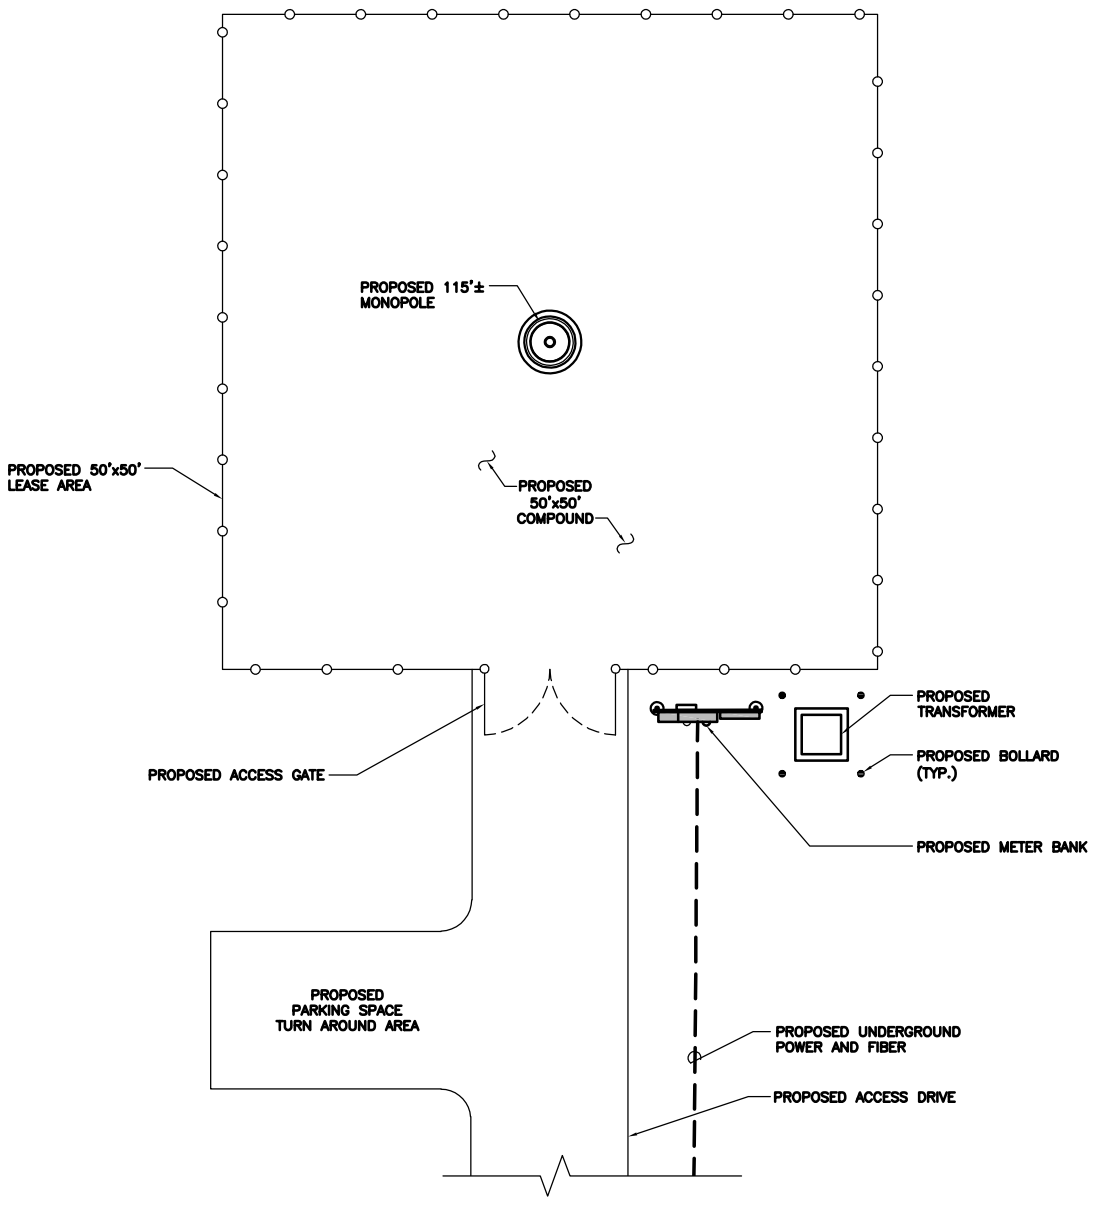 PROPOSED 115'±
MONOPOLE
PROPOSED 50'x50'
LEASE AREA
PROPOSED
50'x50'
COMPOUND
PROPOSED
TRANSFORMER
PROPOSED BOLLARD
(TYP.)
PROPOSED ACCESS GATE
PROPOSED METER BANK
PROPOSED
PARKING SPACE
TURN AROUND AREA
PROPOSED UNDERGROUND
POWER AND FIBER
PROPOSED ACCESS DRIVE